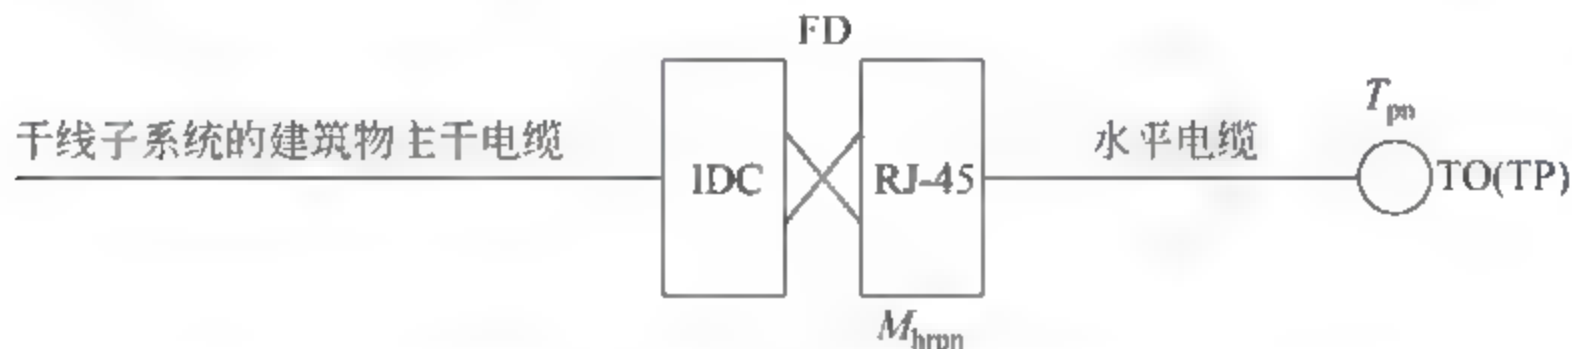 FD
干线子系统的建筑物主干电缆
IDC
RJ-45
水平电缆
Tpn
TO(TP)
Mhrpn